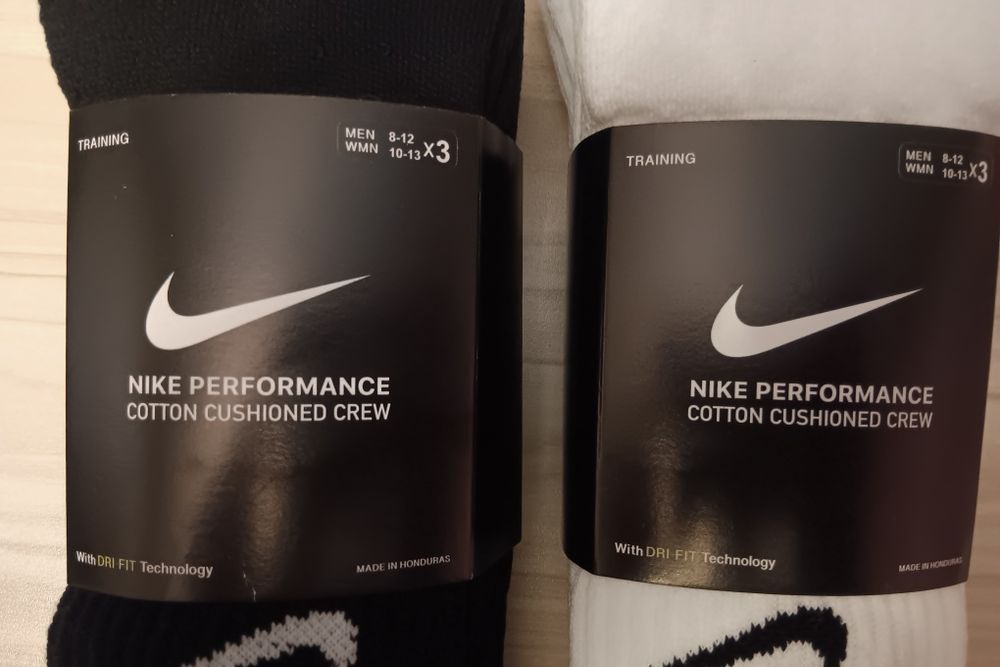 TRAINING
MEN 8-12
WMN 10-13 X3
NIKE PERFORMANCE
COTTON CUSHIONED CREW
With DRI-FIT Technology
MADE IN HONDURAS
TRAINING
MEN 8-12
WMN 10-13 X3
NIKE PERFORMANCE
COTTON CUSHIONED CREW
With DRI-FIT Technology
MADE IN HONDURAS